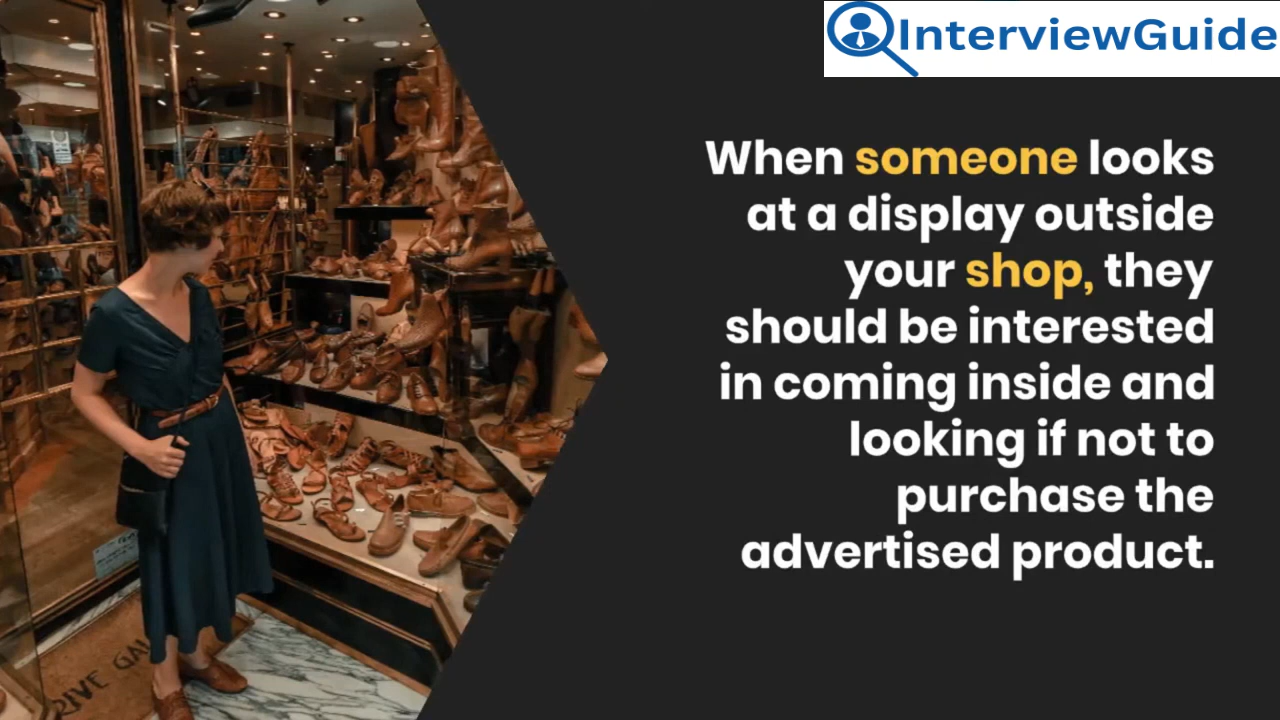 InterviewGuide
When someone looks
at a display outside
your shop, they
should be interested
in coming inside and
looking if not to
purchase the
advertised product.